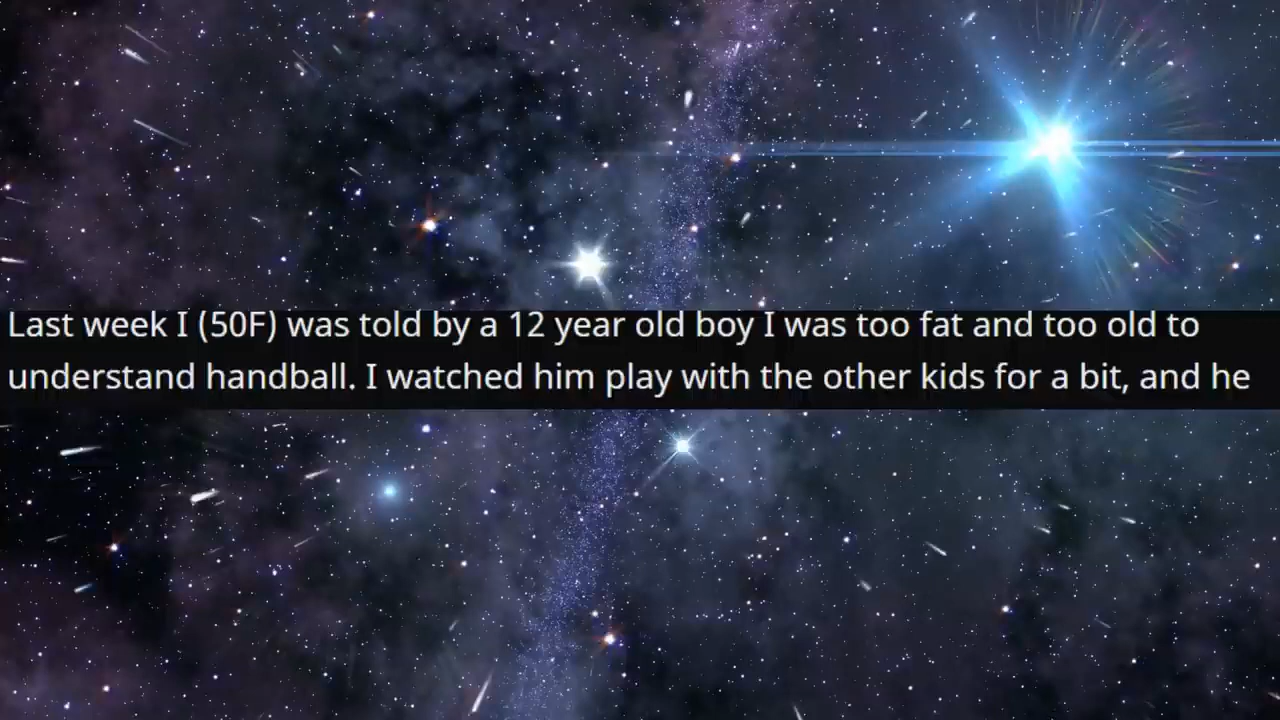 Last week I (50F) was told by a 12 year old boy I was too fat and too old to
understand handball. I watched him play with the other kids for a bit, and he